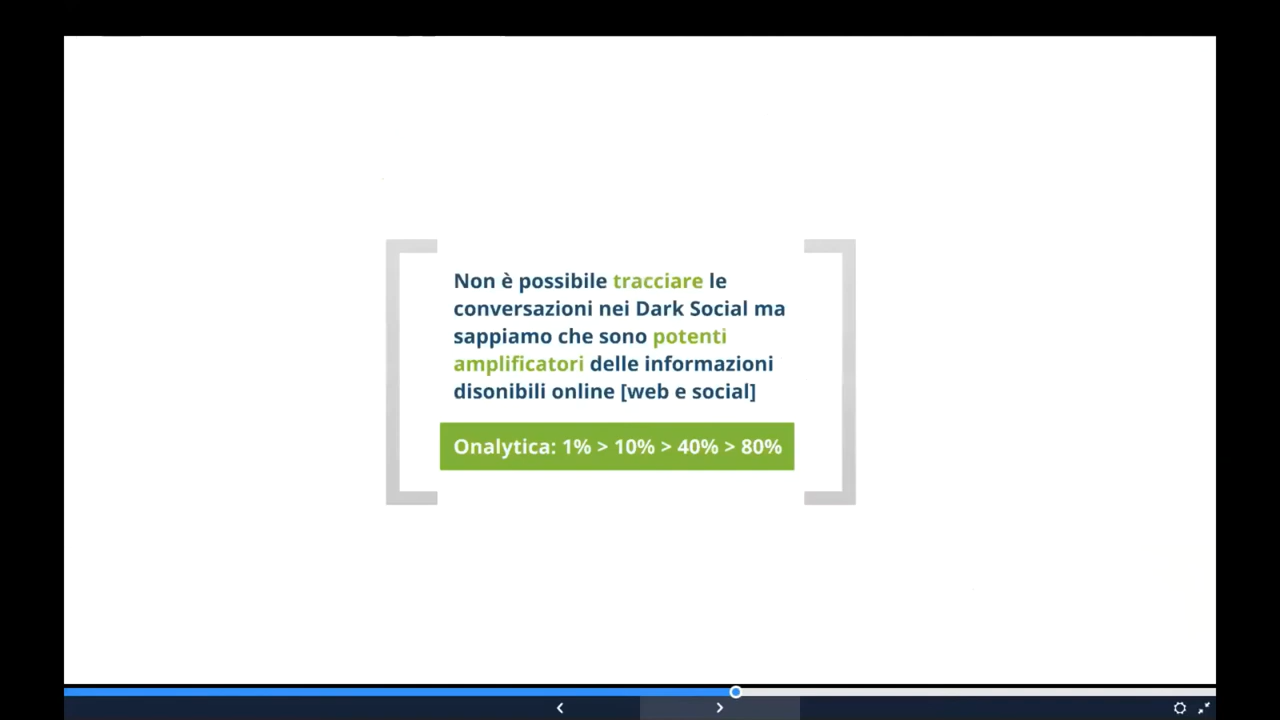 Non è possibile tracciare le
conversazioni nei Dark Social ma
sappiamo che sono potenti
amplificatori delle informazioni
disonibili online [web e social]
Onalytica: 1% > 10% > 40% > 80%